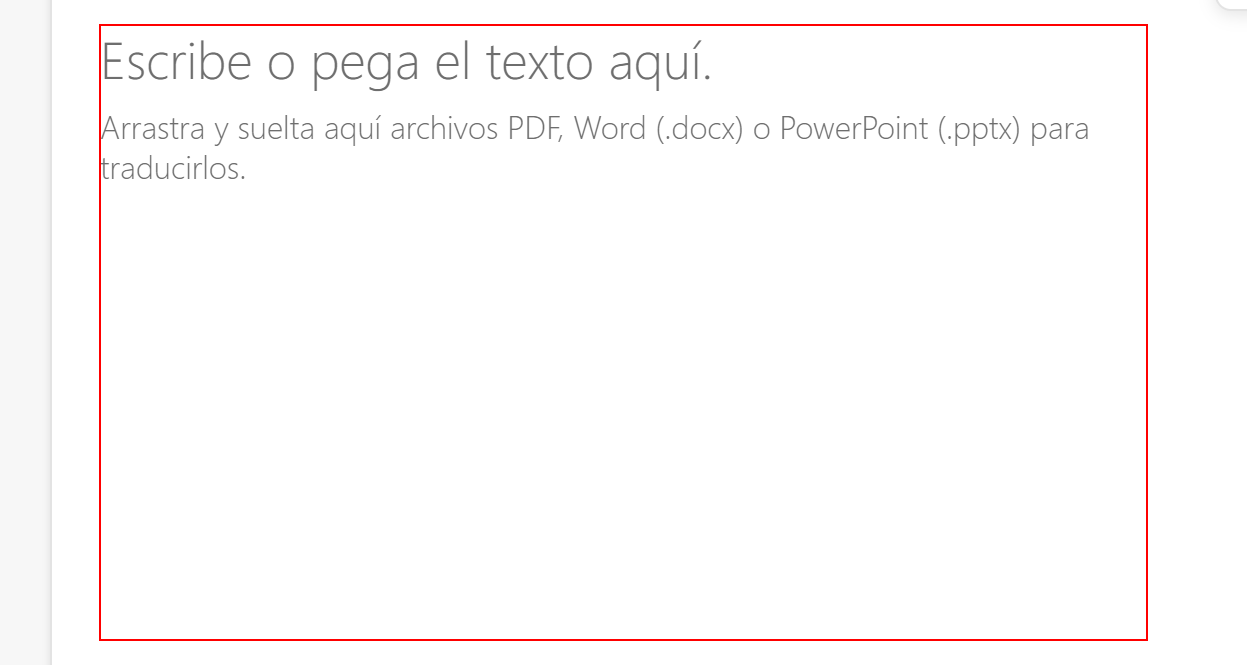 Escribe o pega el texto aquí.
Arrastra y suelta aquí archivos PDF, Word (.docx) o PowerPoint (.pptx) para
traducirlos.